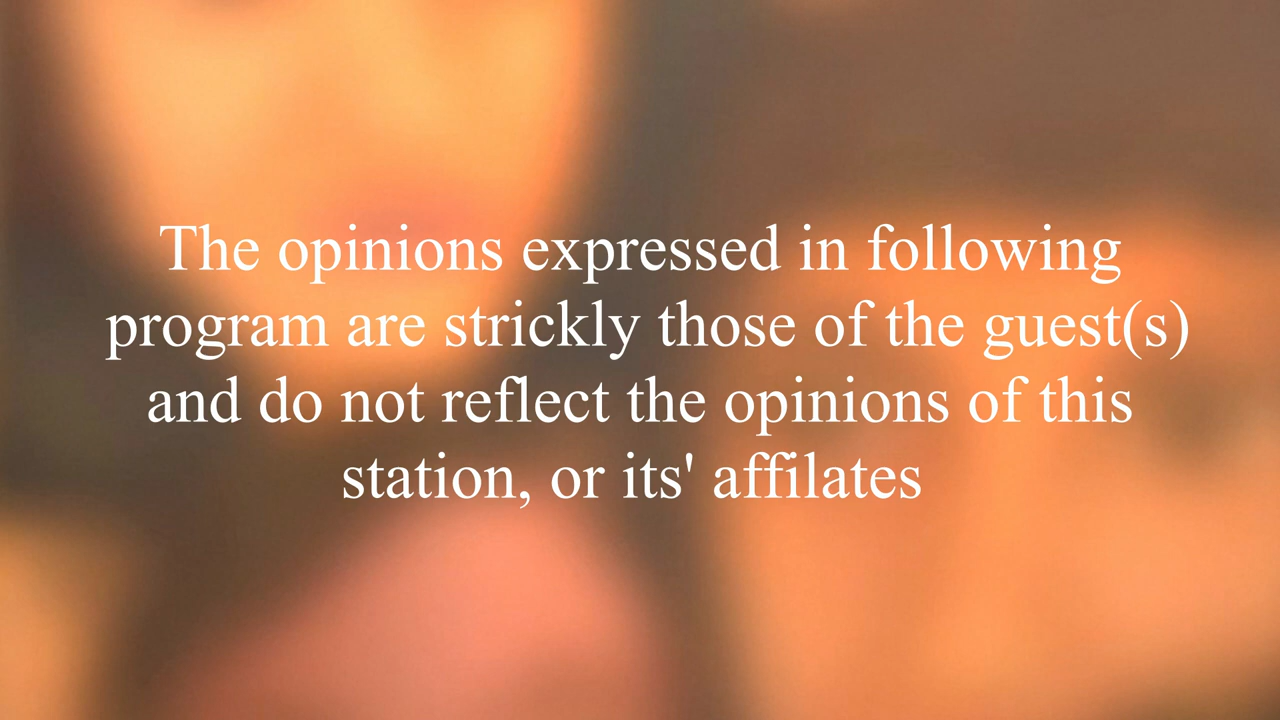 The opinions expressed in following
program are strickly those of the guest(s)
and do not reflect the opinions of this
station, or its' affilates